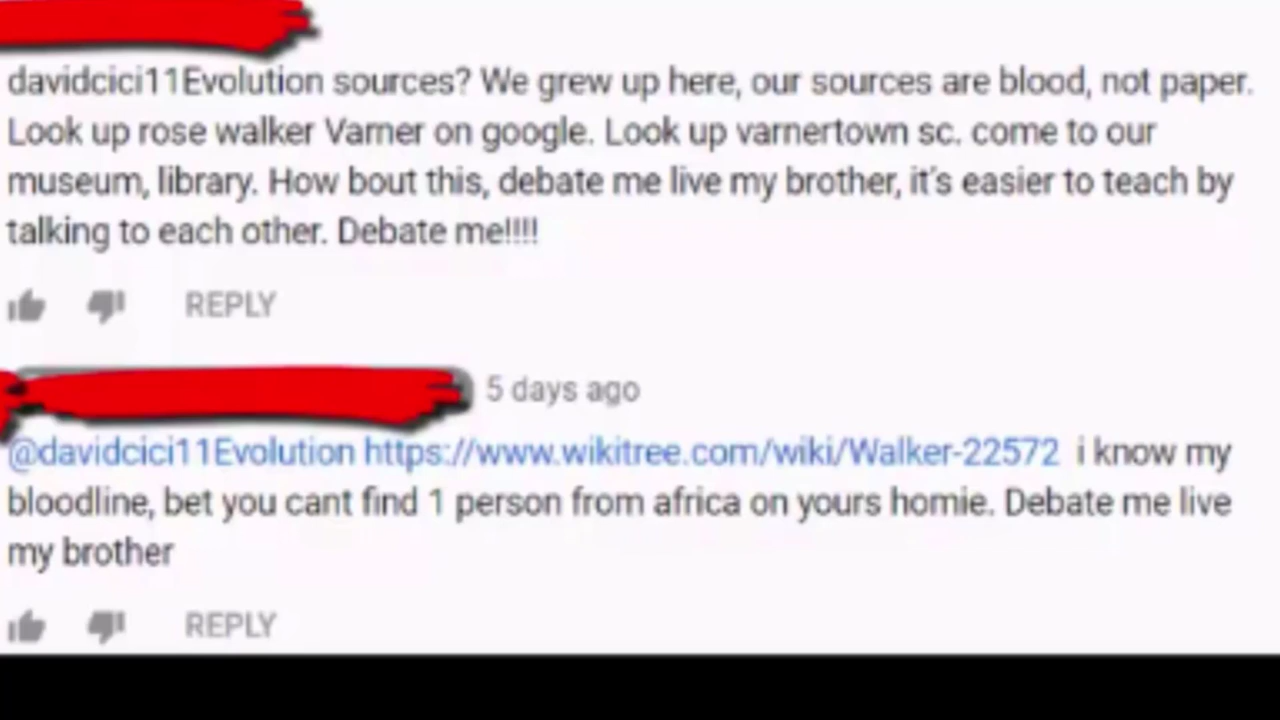 davidcici11Evolution sources? We grew up here, our sources are blood, not paper.
Look up rose walker Varner on google. Look up varnertown sc. come to our
museum, library. How bout this, debate me live my brother, it's easier to teach by
talking to each other. Debate me!!!!
REPLY
5 days ago
@davidcici11Evolution https://www.wikitree.com/wiki/Walker-22572 i know my
bloodline, bet you cant find 1 person from africa on yours homie. Debate me live
my brother
REPLY